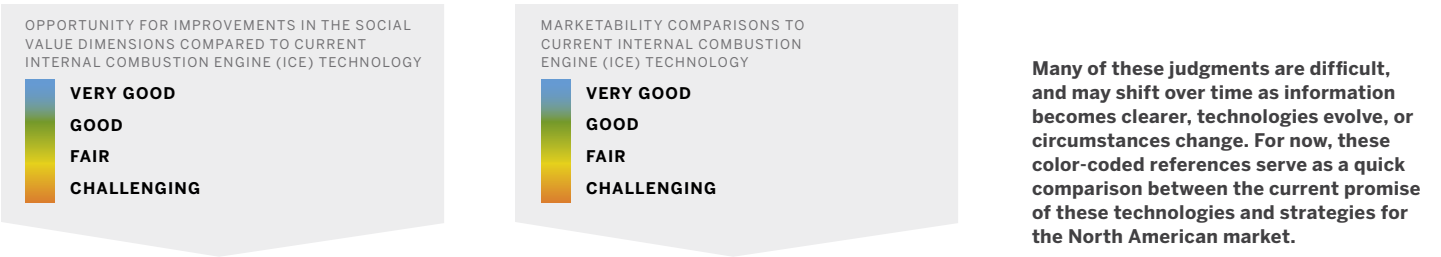 OPPORTUNITY FOR IMPROVEMENTS IN THE SOCIAL
VALUE DIMENSIONS COMPARED TO CURRENT
INTERNAL COMBUSTION ENGINE (ICE) TECHNOLOGY
VERY GOOD
GOOD
FAIR
CHALLENGING
MARKETABILITY COMPARISONS TO
CURRENT INTERNAL COMBUSTION
ENGINE (ICE) TECHNOLOGY
VERY GOOD
GOOD
FAIR
CHALLENGING
Many of these judgments are difficult,
and may shift over time as information
becomes clearer, technologies evolve, or
circumstances change. For now, these
color-coded references serve as a quick
comparison between the current promise
of these technologies and strategies for
the North American market.